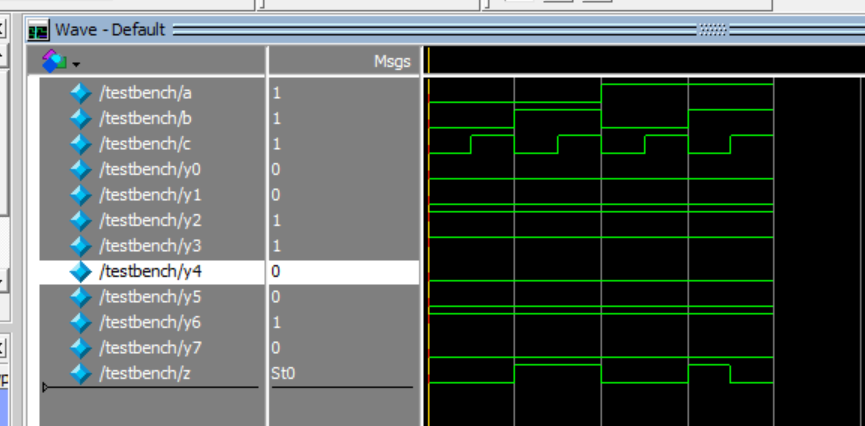 Wave - Default
Msgs
/testbench/a 1
/testbench/b 1
/testbench/c 1
/testbench/y0 0
/testbench/y1 0
/testbench/y2 1
/testbench/y3 1
/testbench/y4 0
/testbench/y5 0
/testbench/y6 1
/testbench/y7 0
/testbench/z St0